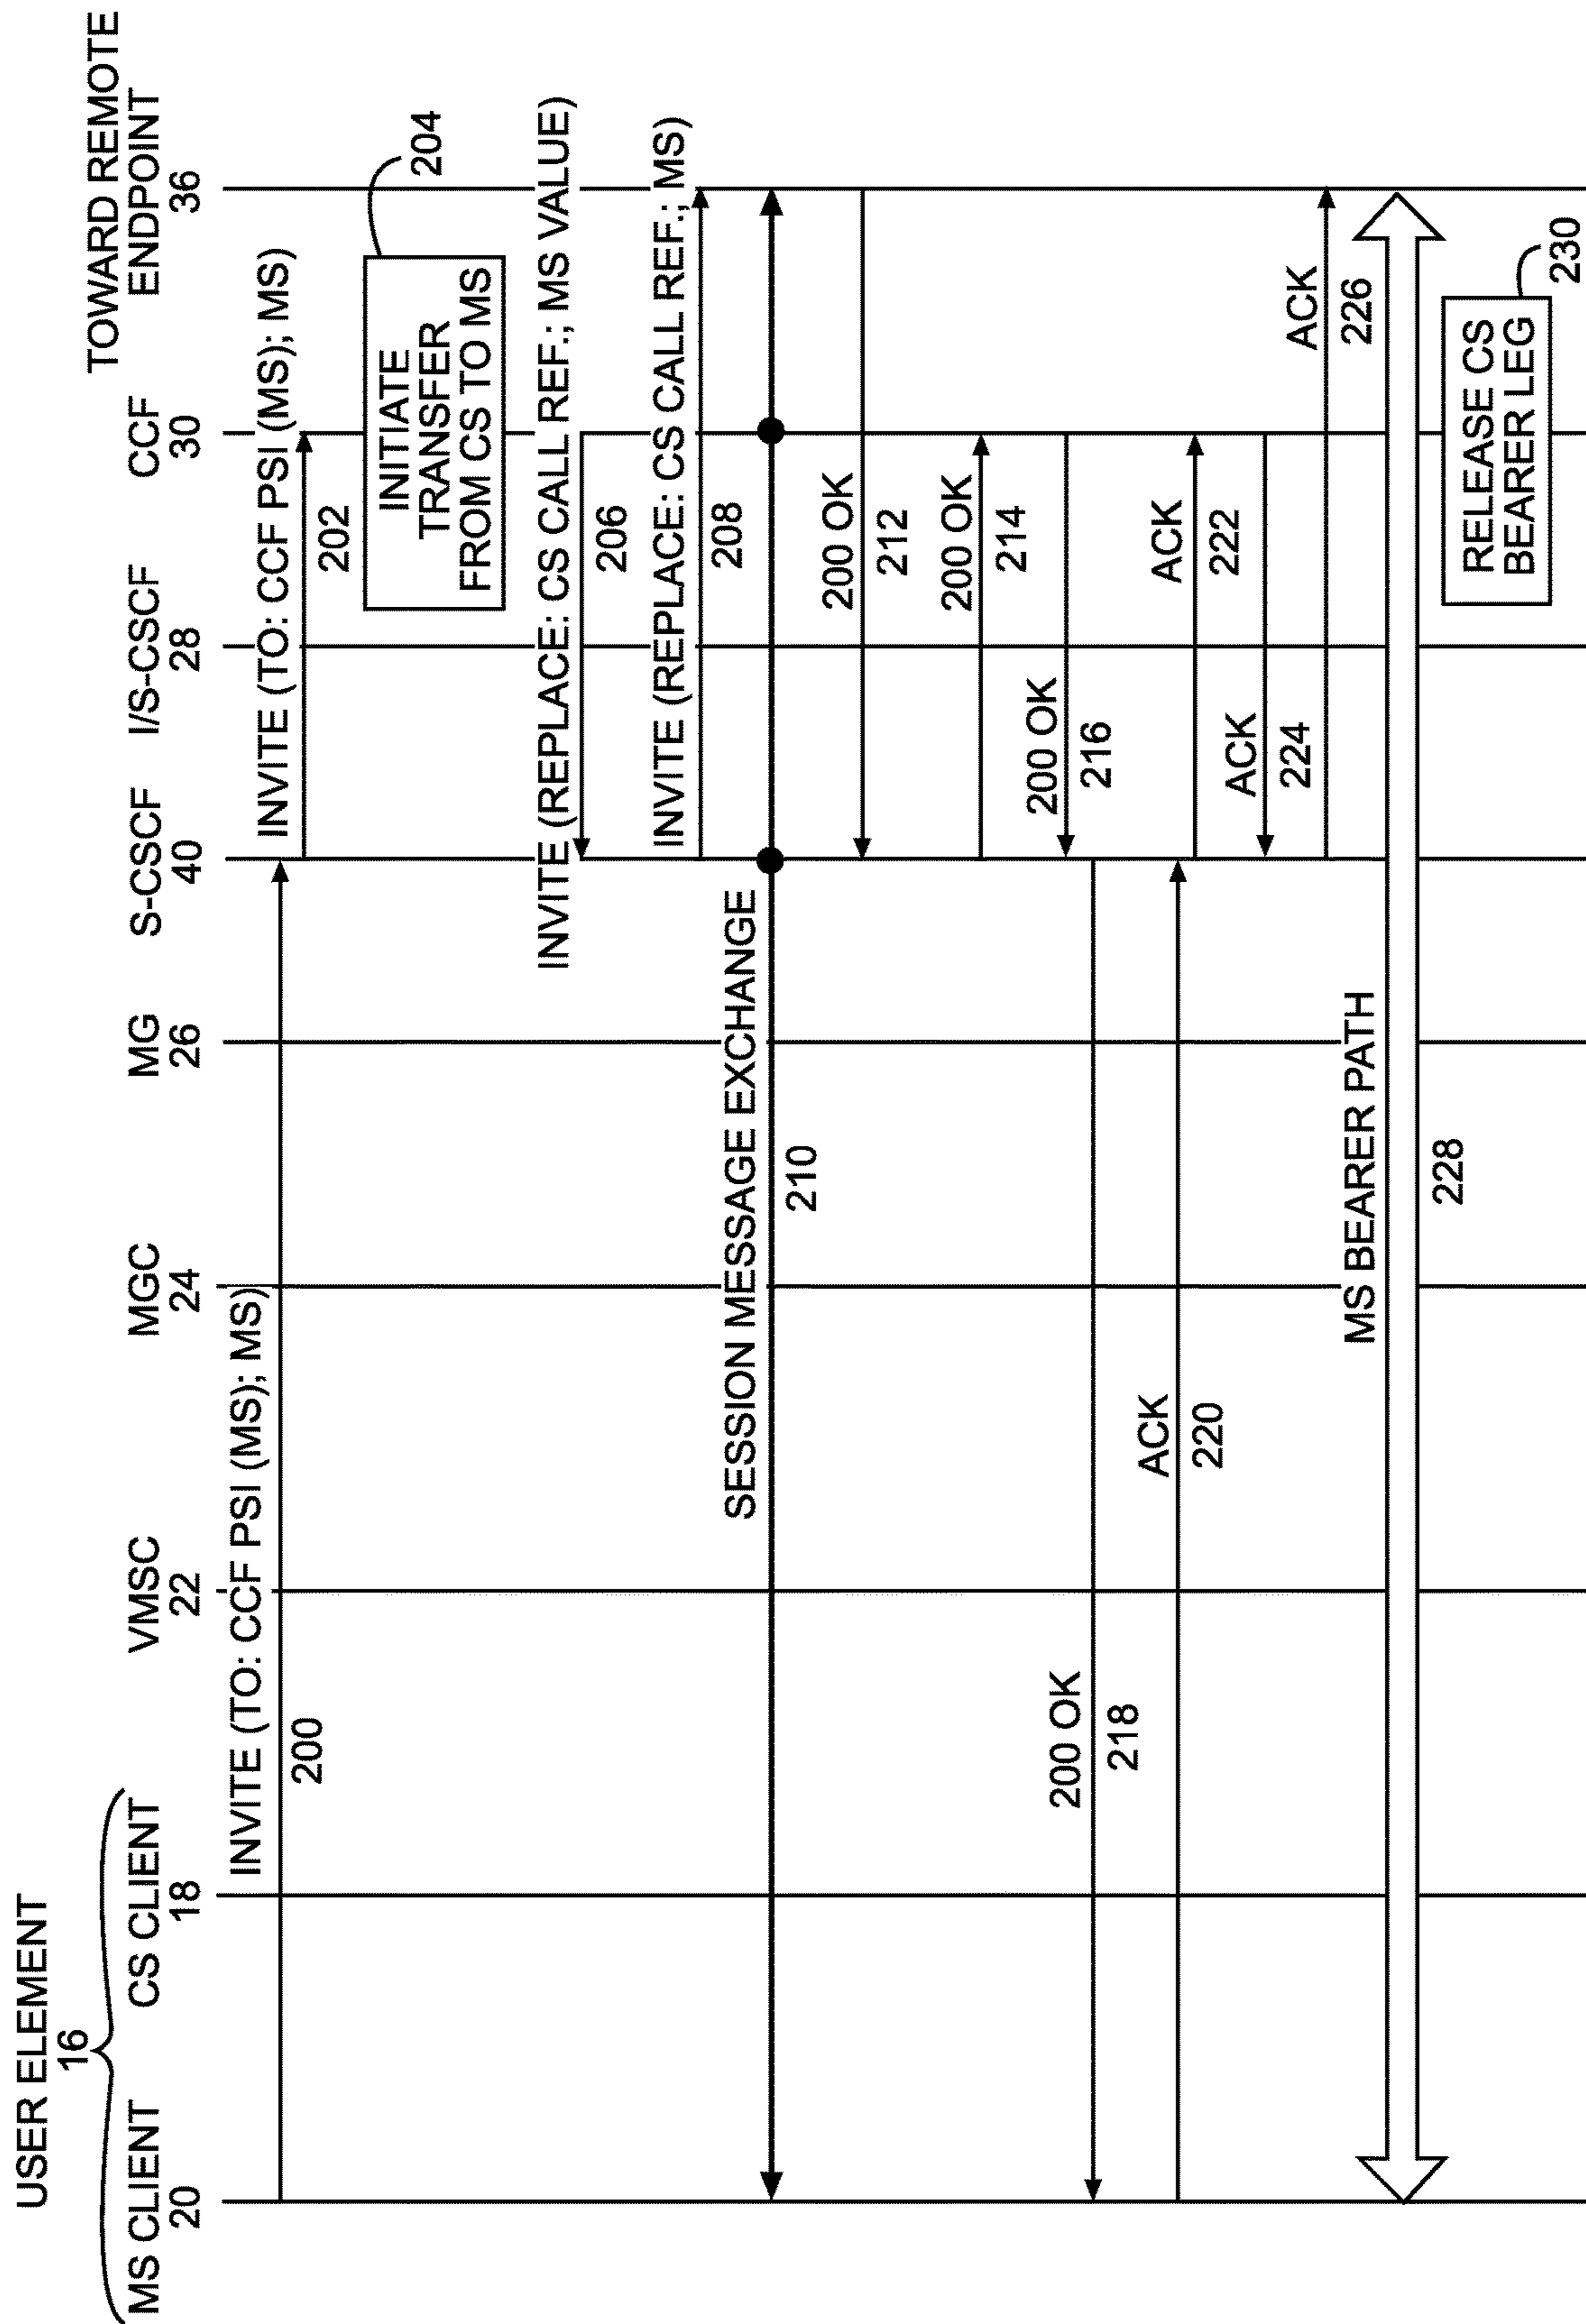 USER ELEMENT
16
MS CLIENT
20
CS CLIENT
18
VMSC
22
MGC
24
MG
26
S-CSCF
40
I/S-CSCF
28
CCF
30
TOWARD REMOTE
ENDPOINT
36
INVITE (TO: CCF PSI (MS); MS)
200
INVITE (TO: CCF PSI (MS); MS)
202
INITIATE
TRANSFER
FROM CS TO MS
204
INVITE (REPLACE: CS CALL REF.; MS VALUE)
206
INVITE (REPLACE: CS CALL REF.; MS)
208
SESSION MESSAGE EXCHANGE
210
200 OK
212
200 OK
214
200 OK
216
200 OK
218
ACK
220
ACK
222
ACK
224
ACK
226
MS BEARER PATH
228
RELEASE CS
BEARER LEG
230